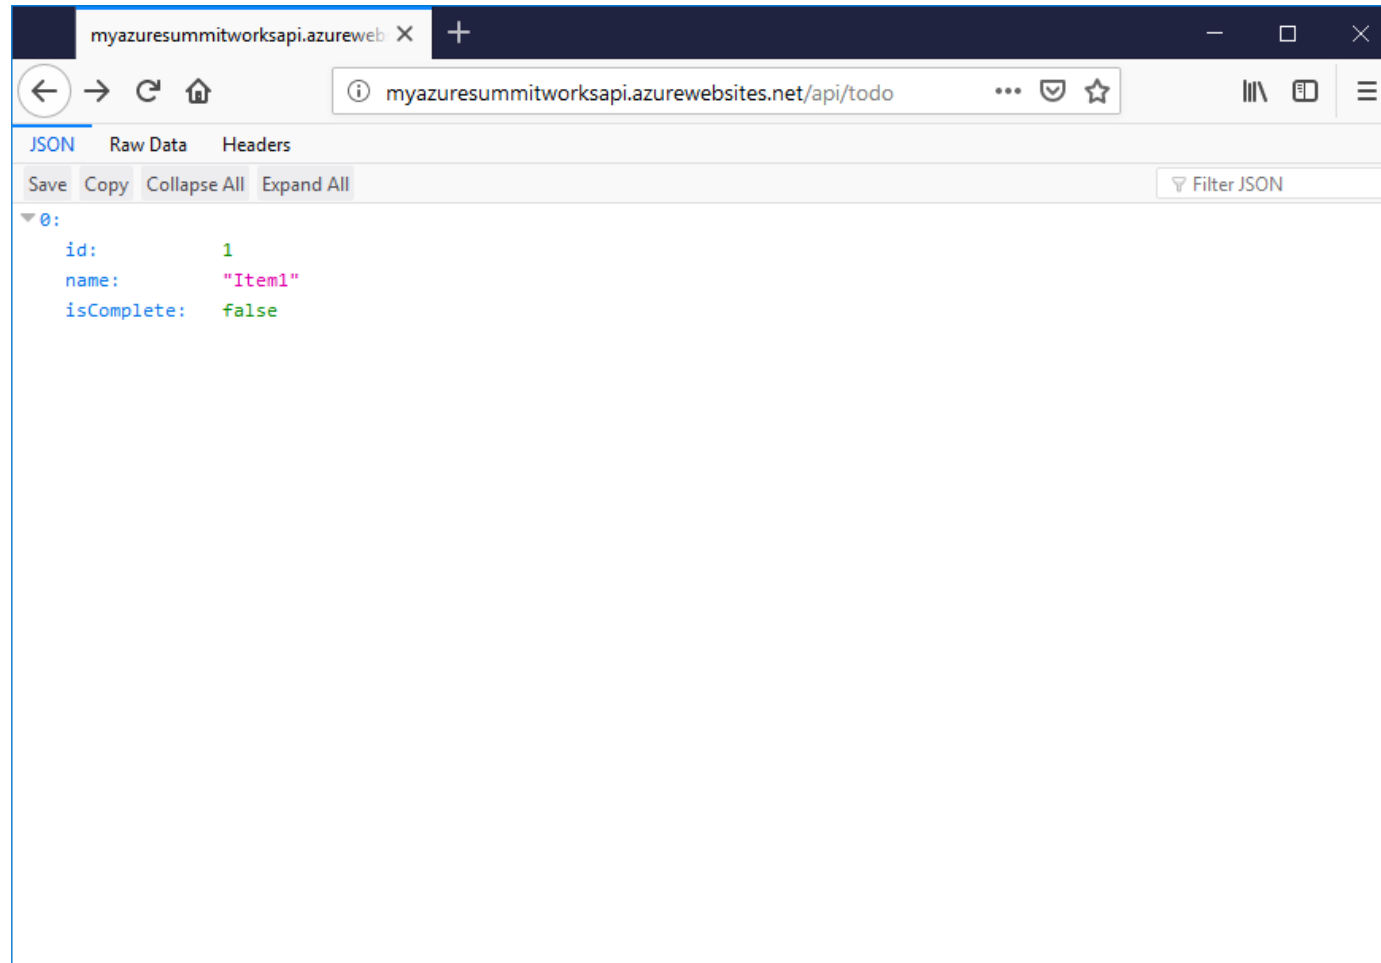 myazuresummitworksapi.azureweb
myazuresummitworksapi.azurewebsites.net/api/todo
JSON Raw Data Headers
Save Copy Collapse All Expand All Filter JSON
0:
id: 1
name: "Item1"
isComplete: false